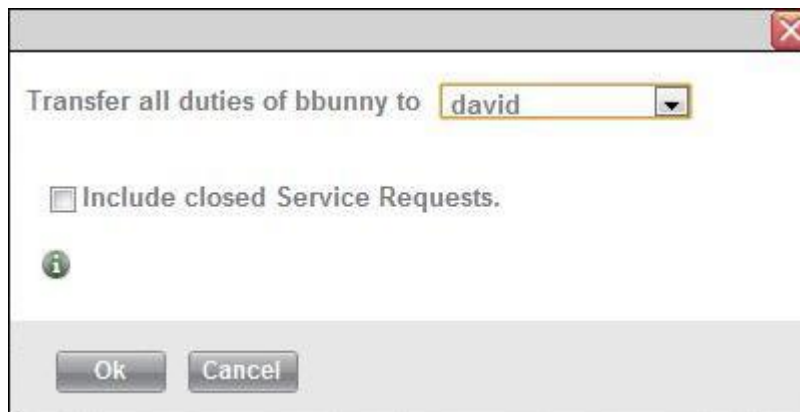 Transfer all duties of bbunny to david
Include closed Service Requests.
Ok Cancel